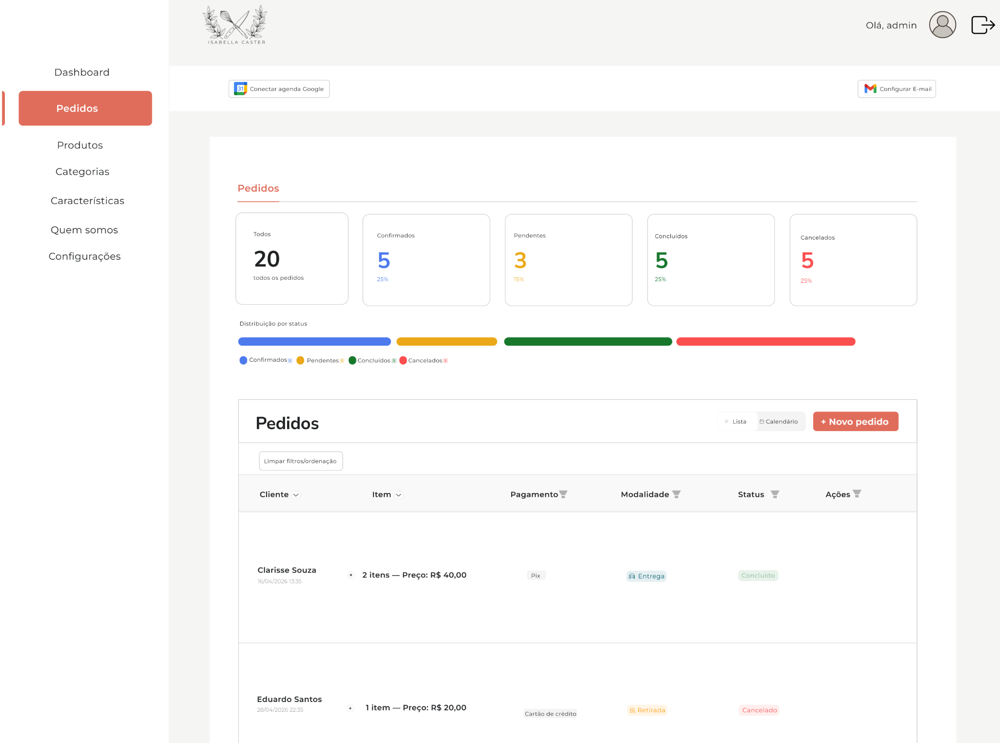 ISABELLA CASTER
Olá, admin
Dashboard
Pedidos
Produtos
Categorias
Características
Quem somos
Configurações
31
Conectar agenda Google
Configurar E-mail
Pedidos
Todos
20
todos os pedidos
Confirmados
5
25%
Pendentes
3
15%
Concluídos
5
25%
Cancelados
5
25%
Distribuição por status
Confirmados 5
Pendentes 5
Concluídos 5
Cancelados 5
Pedidos
Lista
Calendário
+ Novo pedido
Limpar filtros/ordenação
Cliente
Item
Pagamento
Modalidade
Status
Ações
Clarisse Souza
16/04/2026 13:35
+
2 itens — Preço: R$ 40,00
Pix
Entrega
Concluído
Eduardo Santos
28/04/2026 22:35
+
1 item — Preço: R$ 20,00
Cartão de crédito
Retirada
Cancelado